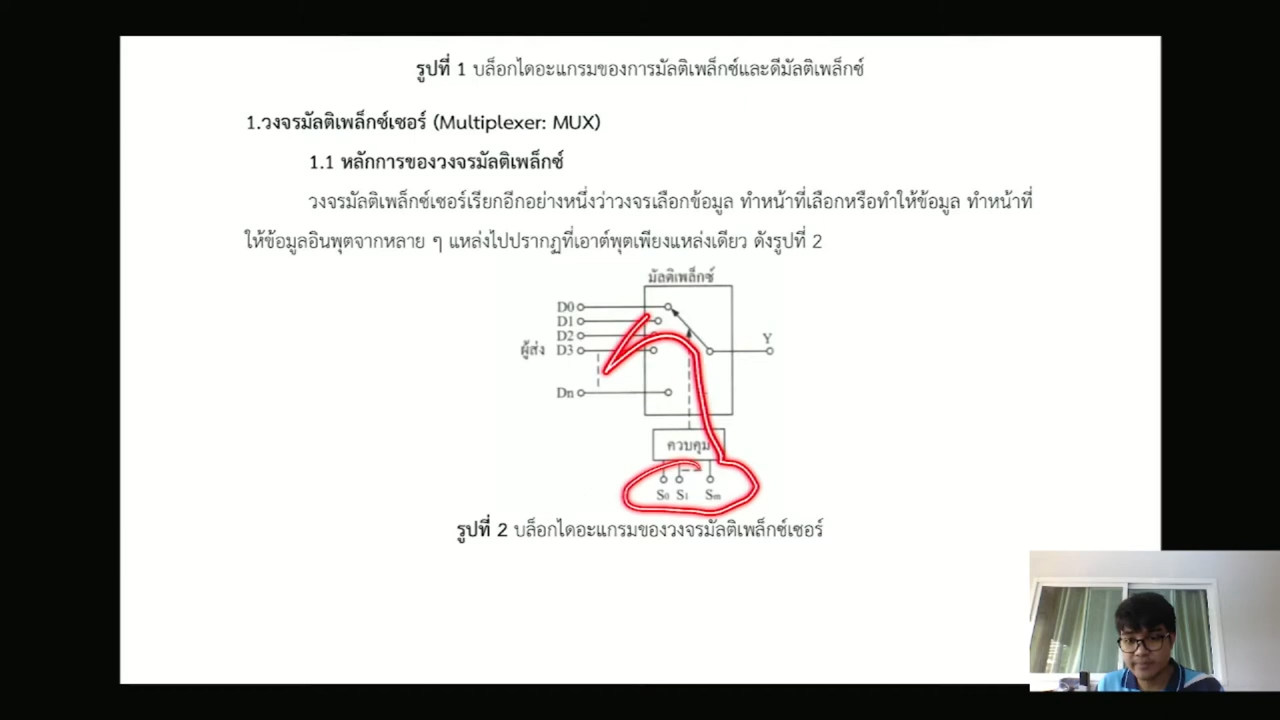 รูปที่ 1 บล็อกไดอะแกรมของการมัลติเพล็กซ์และดีมัลติเพล็กซ์
1.วงจรมัลติเพล็กซ์เซอร์ (Multiplexer: MUX)
1.1 หลักการของวงจรมัลติเพล็กซ์
วงจรมัลติเพล็กซ์เซอร์เรียกอีกอย่างหนึ่งว่าวงจรเลือกข้อมูล ทำหน้าที่เลือกหรือทำให้ข้อมูล ทำหน้าที่
ให้ข้อมูลอินพุตจากหลาย ๆ แหล่งไปปรากฏที่เอาต์พุตเพียงแหล่งเดียว ดังรูปที่ 2
มัลติเพล็กซ์
D0
D1
D2
ผู้ส่ง D3
Y
Dn
ควบคุม
S0 S1 Sm
รูปที่ 2 บล็อกไดอะแกรมของวงจรมัลติเพล็กซ์เซอร์